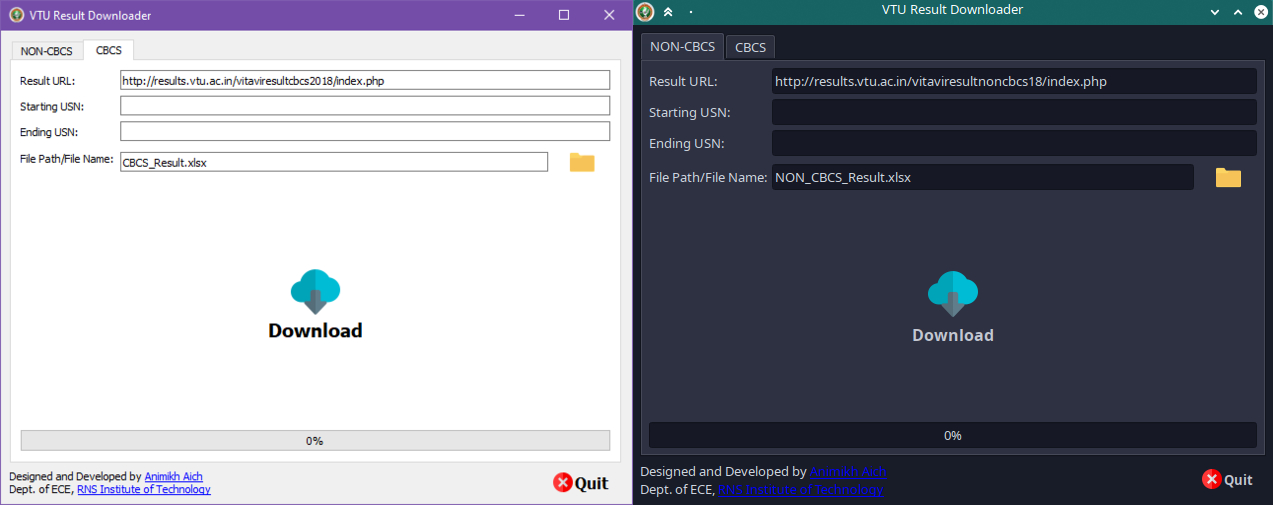 VTU Result Downloader
NON-CBCS CBCS
Result URL: http://results.vtu.ac.in/vitaviresultcbcs2018/index.php
Starting USN:
Ending USN:
File Path/File Name: CBCS_Result.xlsx
Download
0%
Designed and Developed by Animikh Aich
Dept. of ECE, RNS Institute of Technology
Quit
VTU Result Downloader
NON-CBCS CBCS
Result URL: http://results.vtu.ac.in/vitaviresultnoncbcs18/index.php
Starting USN:
Ending USN:
File Path/File Name: NON_CBCS_Result.xlsx
Download
0%
Designed and Developed by Animikh Aich
Dept. of ECE, RNS Institute of Technology
Quit